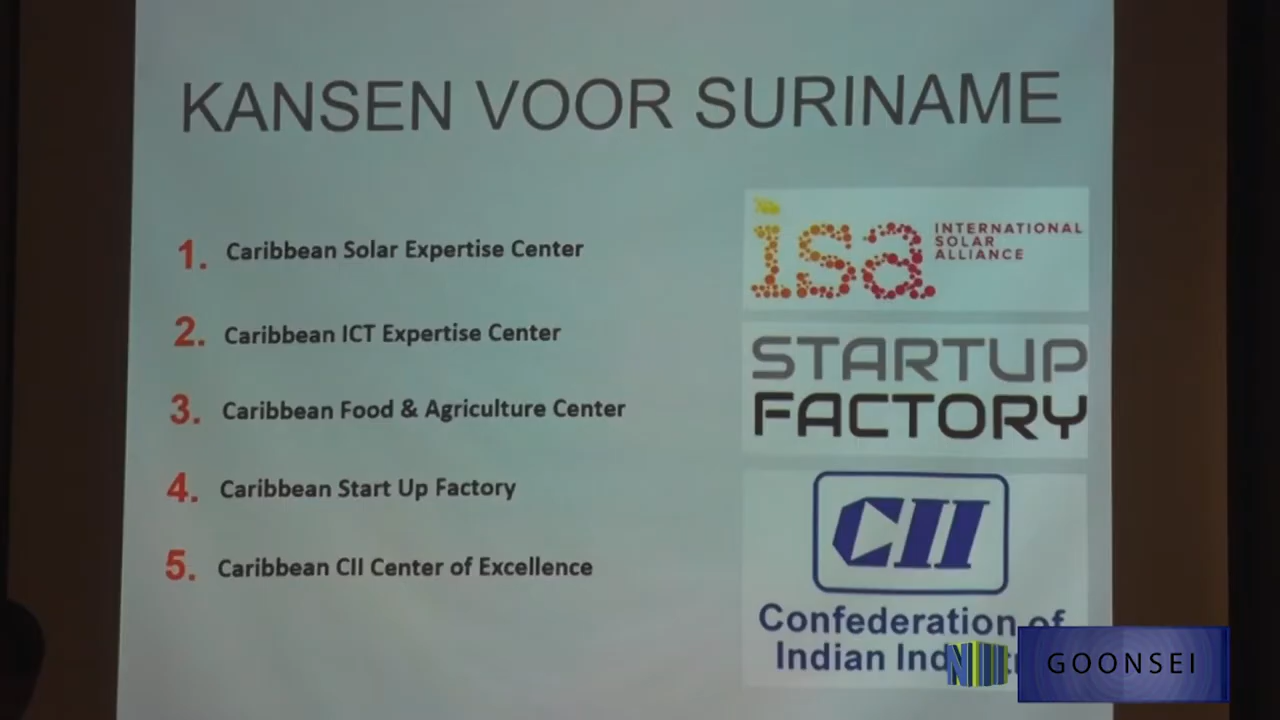 KANSEN VOOR SURINAME
1. Caribbean Solar Expertise Center
2. Caribbean ICT Expertise Center
3. Caribbean Food & Agriculture Center
4. Caribbean Start Up Factory
5. Caribbean CII Center of Excellence
isa INTERNATIONAL
SOLAR
ALLIANCE
STARTUP
FACTORY
CII
Confederation of
Indian
GOONSEI